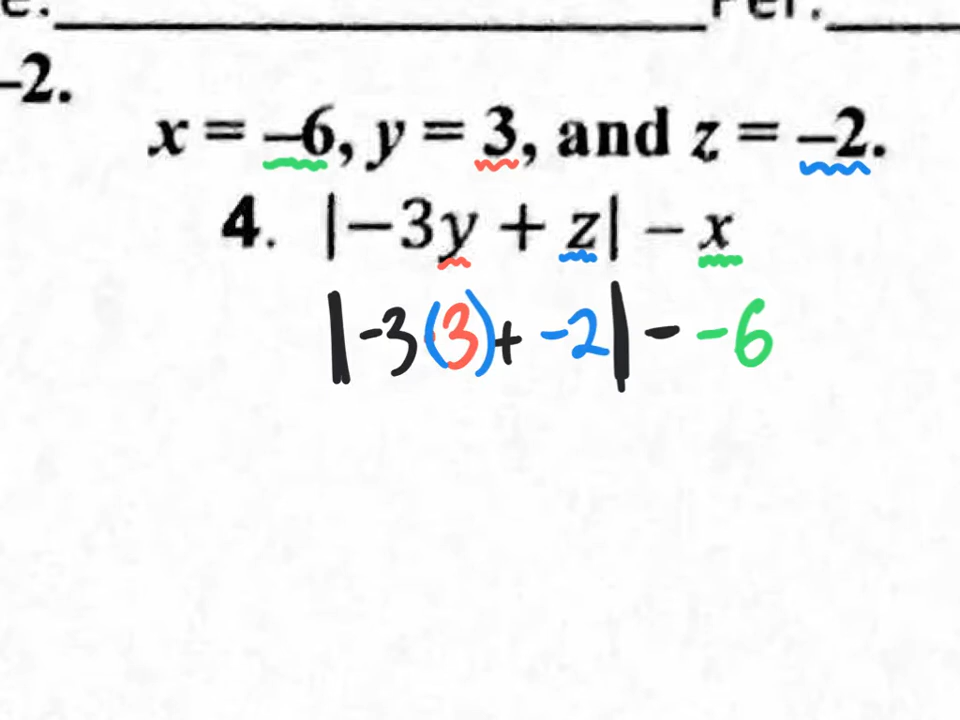 -2.
x = -6, y = 3, and z = -2.
4. |-3y + z| - x
|-3(3)+ -2| - -6